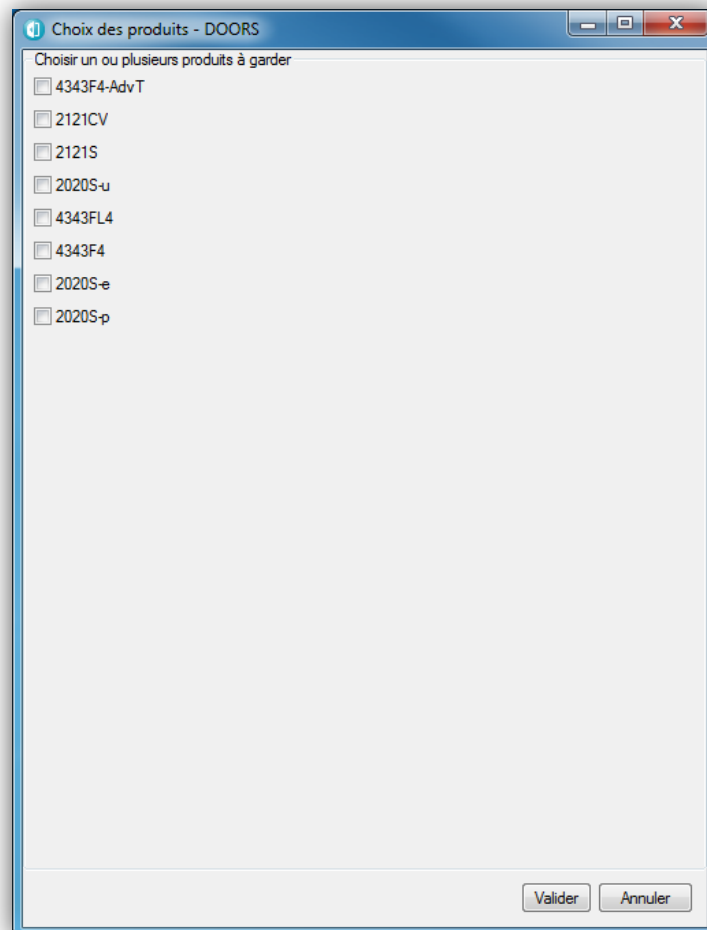 Choix des produits - DOORS
Choisir un ou plusieurs produits à garder
4343F4-AdvT
2121CV
2121S
2020S-u
4343FL4
4343F4
2020S-e
2020S-p
Valider Annuler